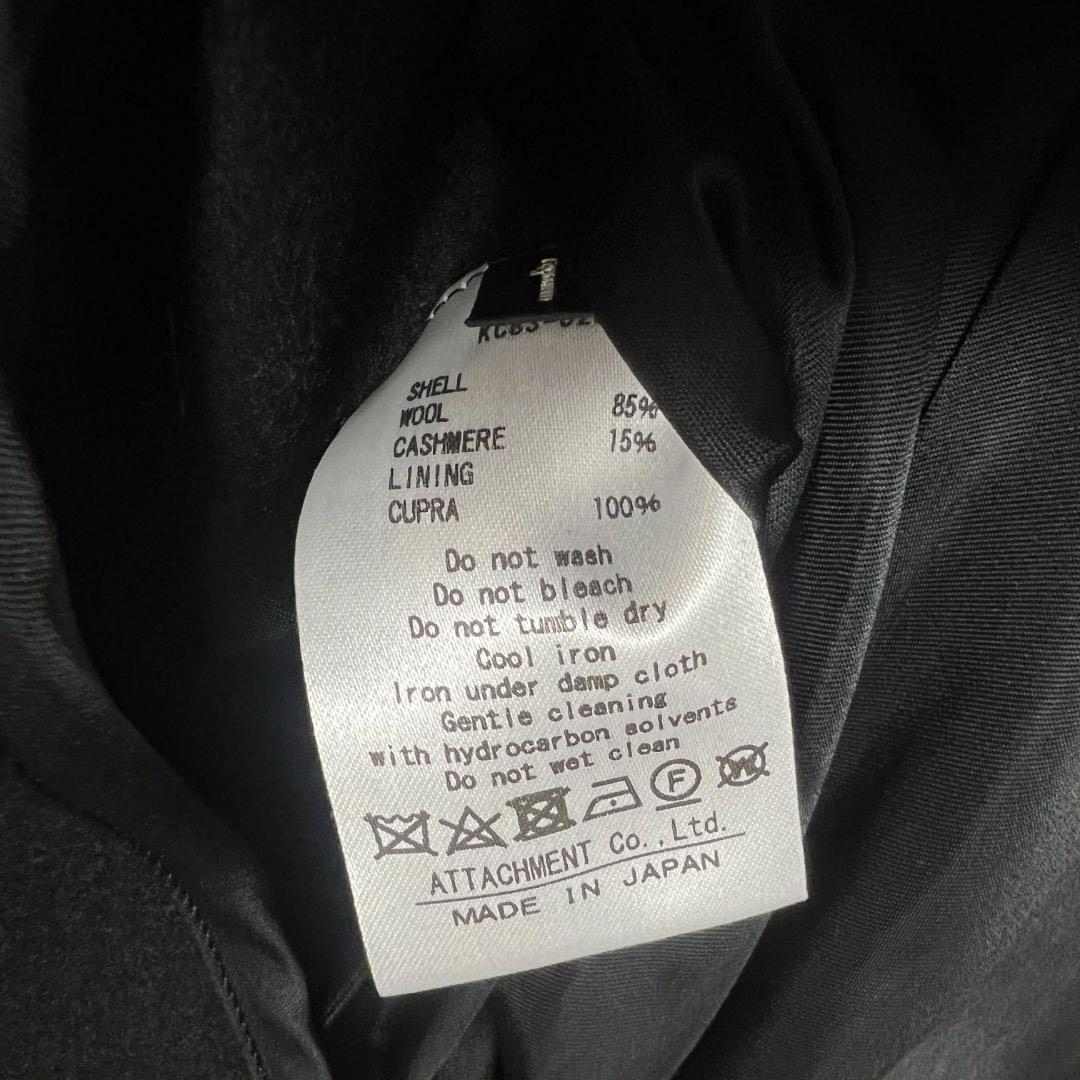 1
SHELL
WOOL 85%
CASHMERE 15%
LINING
CUPRA 100%
Do not wash
Do not bleach
Do not tumble dry
Cool iron
Iron under damp cloth
Gentle cleaning
with hydrocarbon solvents
Do not wet clean
F W
ATTACHMENT Co.,Ltd.
MADE IN JAPAN